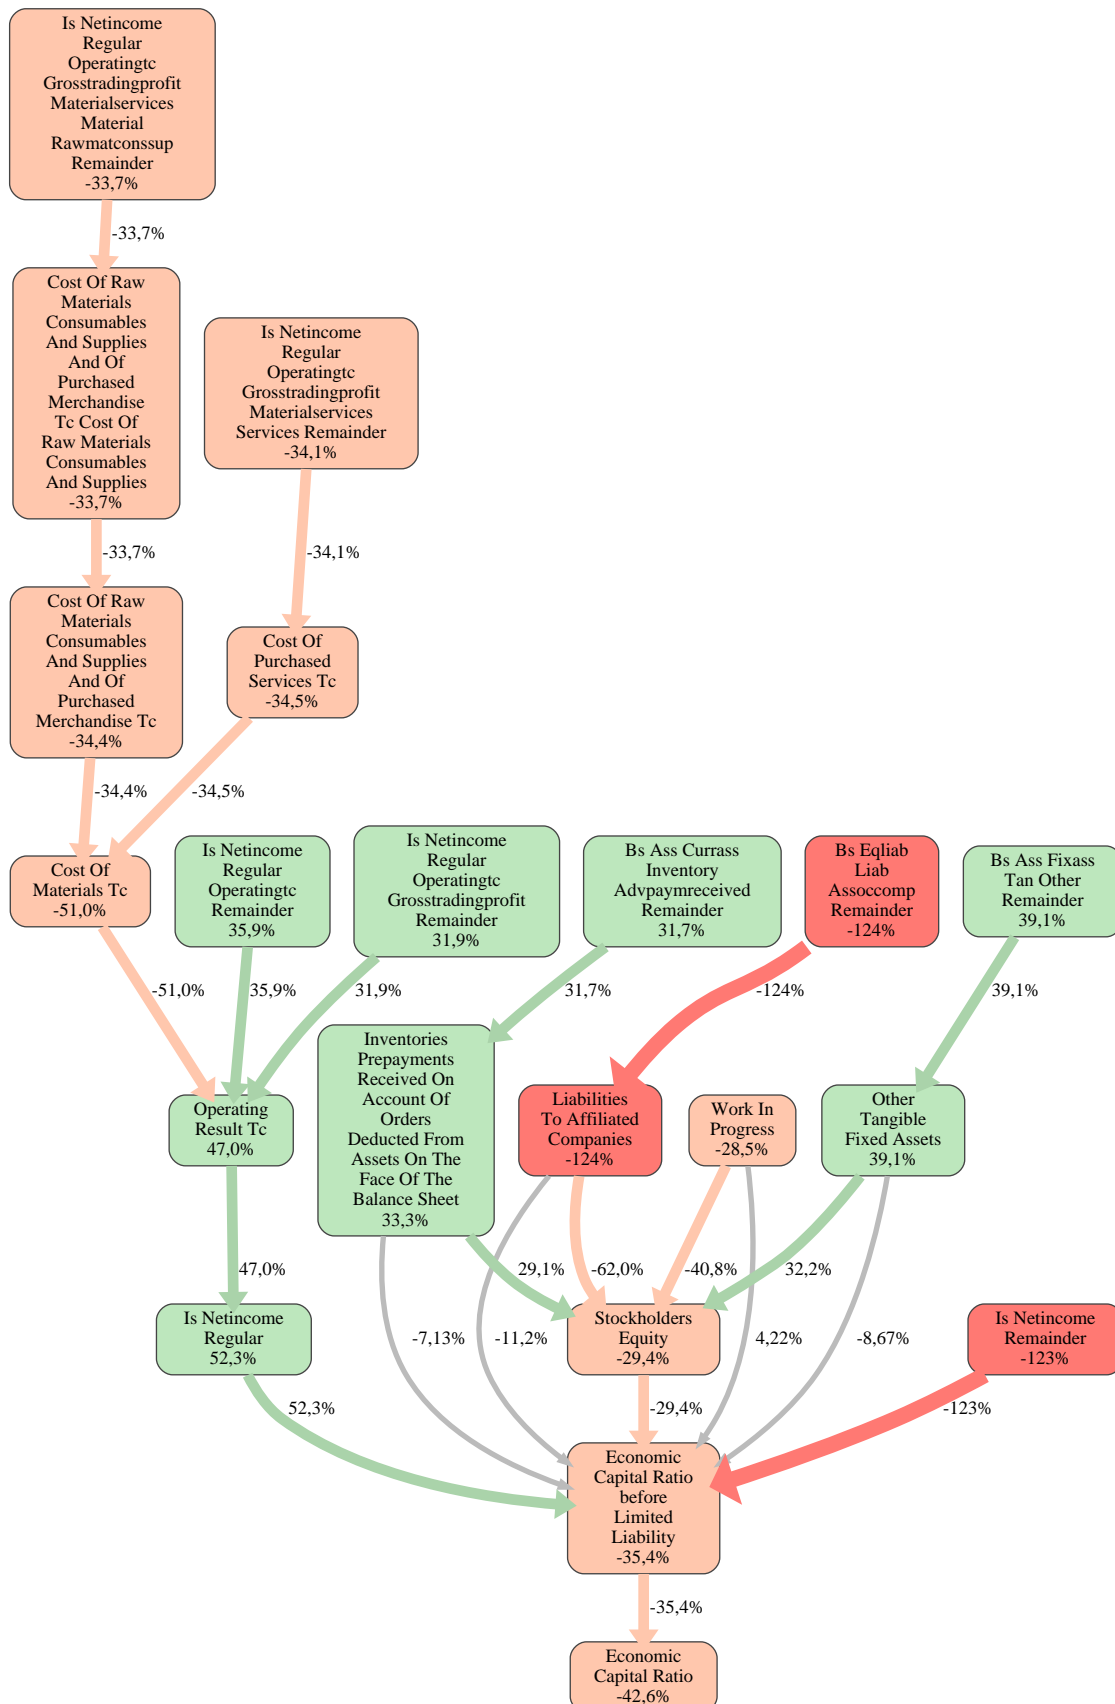 Is Netincome
Regular
Operatingtc
Grosstradingprofit
Materialservices
Material
Rawmatconssup
Remainder
-33,7%
-33,7%
Cost Of Raw
Materials
Consumables
And Supplies
And Of
Purchased
Merchandise
Tc Cost Of
Raw Materials
Consumables
And Supplies
-33,7%
Is Netincome
Regular
Operatingtc
Grosstradingprofit
Materialservices
Services Remainder
-34,1%
-33,7%
-34,1%
Cost Of Raw
Materials
Consumables
And Supplies
And Of
Purchased
Merchandise Tc
-34,4%
Cost Of
Purchased
Services Tc
-34,5%
-34,4%
-34,5%
Cost Of
Materials Tc
-51,0%
Is Netincome
Regular
Operatingtc
Remainder
35,9%
Is Netincome
Regular
Operatingtc
Grosstradingprofit
Remainder
31,9%
Bs Ass Currass
Inventory
Advpaymreceived
Remainder
31,7%
Bs Eqliab
Liab
Assoccomp
Remainder
-124%
Bs Ass Fixass
Tan Other
Remainder
39,1%
-51,0%
35,9%
31,9%
31,7%
-124%
39,1%
Operating
Result Tc
47,0%
Inventories
Prepayments
Received On
Account Of
Orders
Deducted From
Assets On The
Face Of The
Balance Sheet
33,3%
Liabilities
To Affiliated
Companies
-124%
Work In
Progress
-28,5%
Other
Tangible
Fixed Assets
39,1%
47,0%
29,1%
-62,0%
-40,8%
32,2%
Is Netincome
Regular
52,3%
-7,13%
-11,2%
Stockholders
Equity
-29,4%
4,22%
-8,67%
Is Netincome
Remainder
-123%
52,3%
-29,4%
-123%
Economic
Capital Ratio
before
Limited
Liability
-35,4%
-35,4%
Economic
Capital Ratio
-42,6%